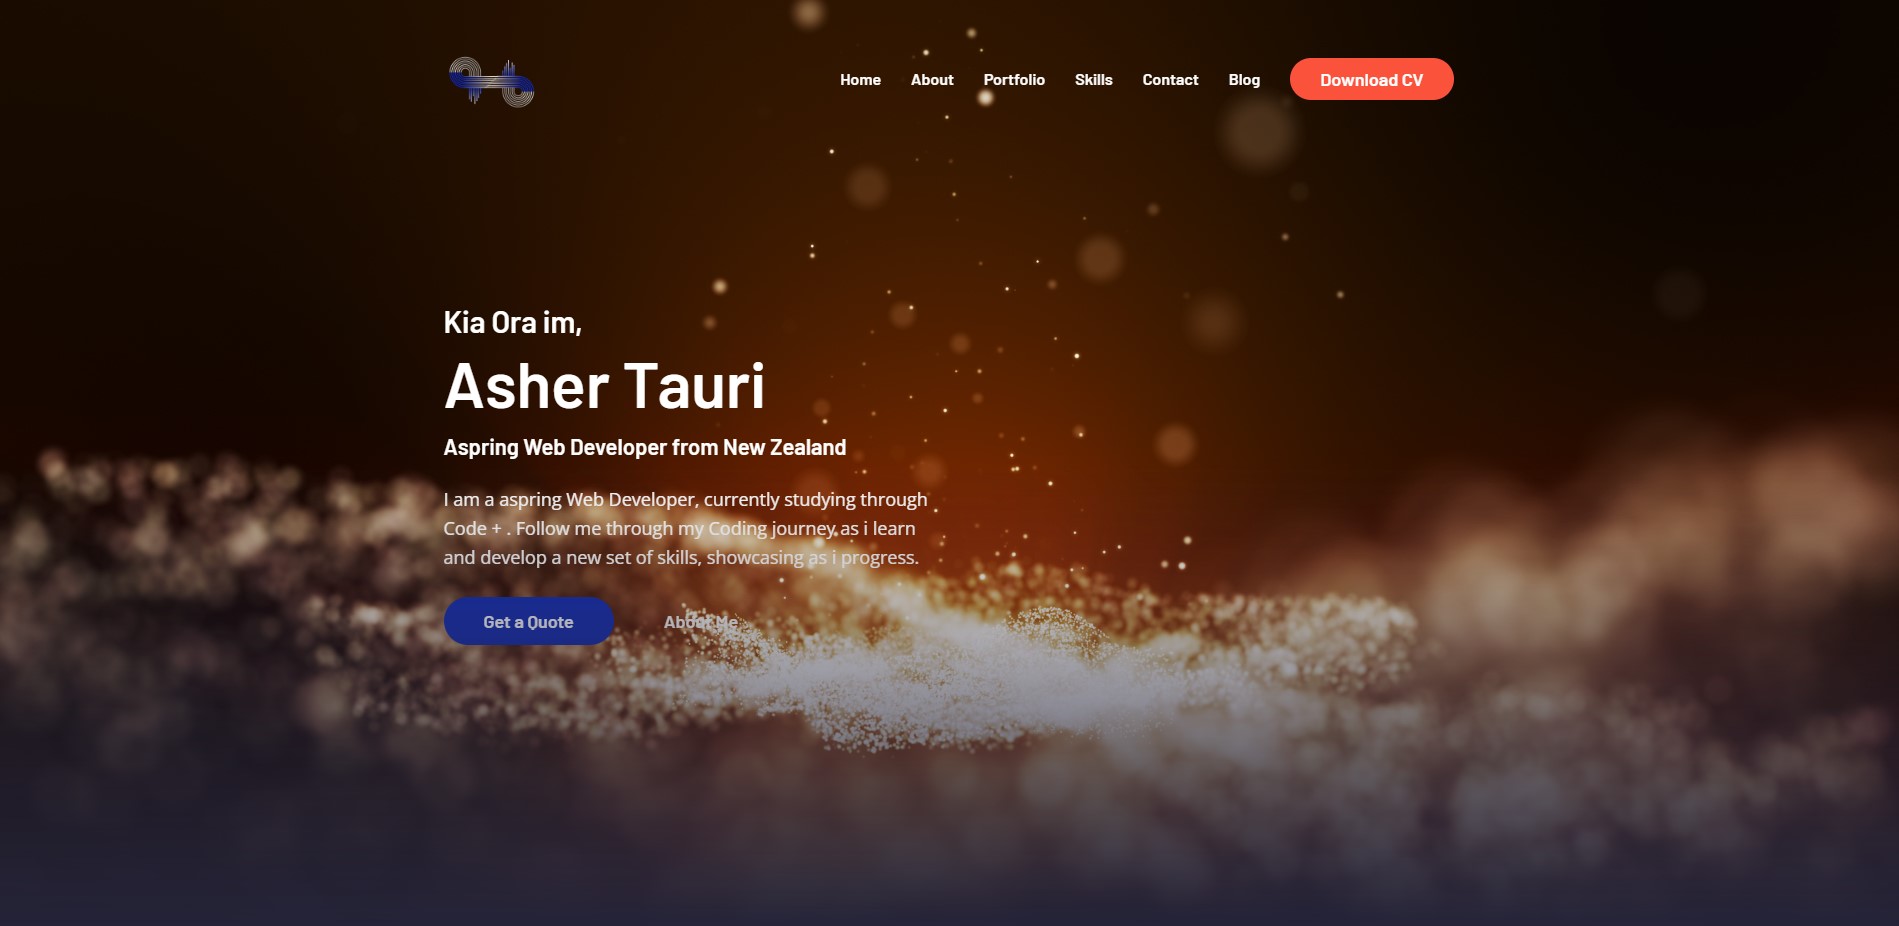 Home About Portfolio Skills Contact Blog Download CV
Kia Ora im,
Asher Tauri
Aspring Web Developer from New Zealand
I am a aspring Web Developer, currently studying through
Code + . Follow me through my Coding journey as i learn
and develop a new set of skills, showcasing as i progress.
Get a Quote About Me